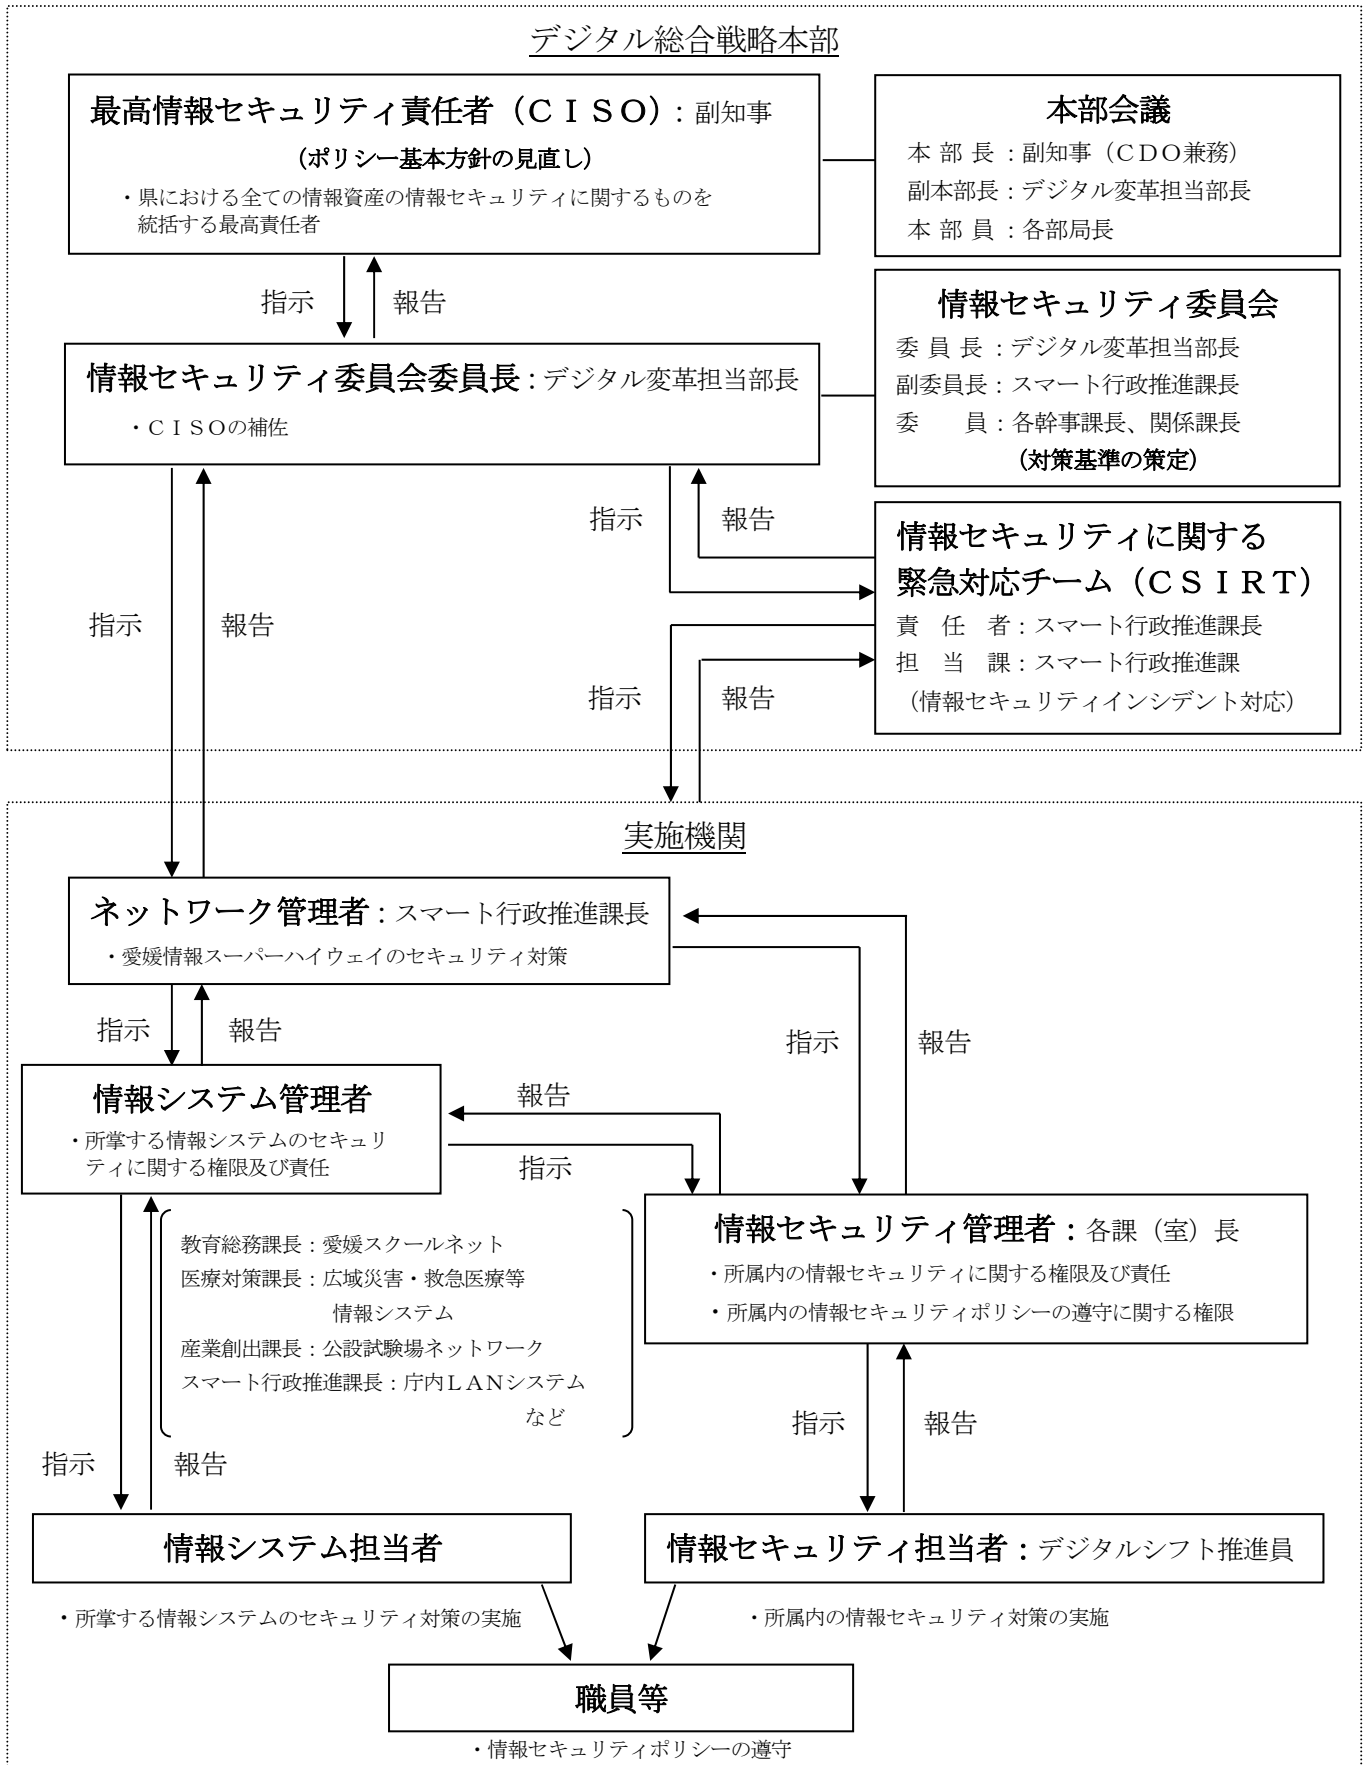 デジタル総合戦略本部
最高情報セキュリティ責任者（ＣＩＳＯ）：副知事
（ポリシー基本方針の見直し）
・県における全ての情報資産の情報セキュリティに関するものを
統括する最高責任者
本部会議
本 部 長 ：副知事（ＣＤＯ兼務）
副本部長：デジタル変革担当部長
本 部 員 ：各部局長
指示
報告
情報セキュリティ委員会委員長：デジタル変革担当部長
・ＣＩＳＯの補佐
情報セキュリティ委員会
委 員 長 ：デジタル変革担当部長
副委員長：スマート行政推進課長
委　　員：各幹事課長、関係課長
（対策基準の策定）
指示
報告
情報セキュリティに関する
緊急対応チーム（ＣＳＩＲＴ）
責　任　者：スマート行政推進課長
担　当　課：スマート行政推進課
（情報セキュリティインシデント対応）
指示
報告
指示
報告
実施機関
ネットワーク管理者：スマート行政推進課長
・愛媛情報スーパーハイウェイのセキュリティ対策
指示
報告
指示
報告
情報システム管理者
・所掌する情報システムのセキュリ
ティに関する権限及び責任
報告
指示
教育総務課長：愛媛スクールネット
医療対策課長：広域災害・救急医療等
情報システム
産業創出課長：公設試験場ネットワーク
スマート行政推進課長：庁内ＬＡＮシステム
など
情報セキュリティ管理者：各課（室）長
・所属内の情報セキュリティに関する権限及び責任
・所属内の情報セキュリティポリシーの遵守に関する権限
指示
報告
指示
報告
情報システム担当者
・所掌する情報システムのセキュリティ対策の実施
情報セキュリティ担当者：デジタルシフト推進員
・所属内の情報セキュリティ対策の実施
職員等
・情報セキュリティポリシーの遵守